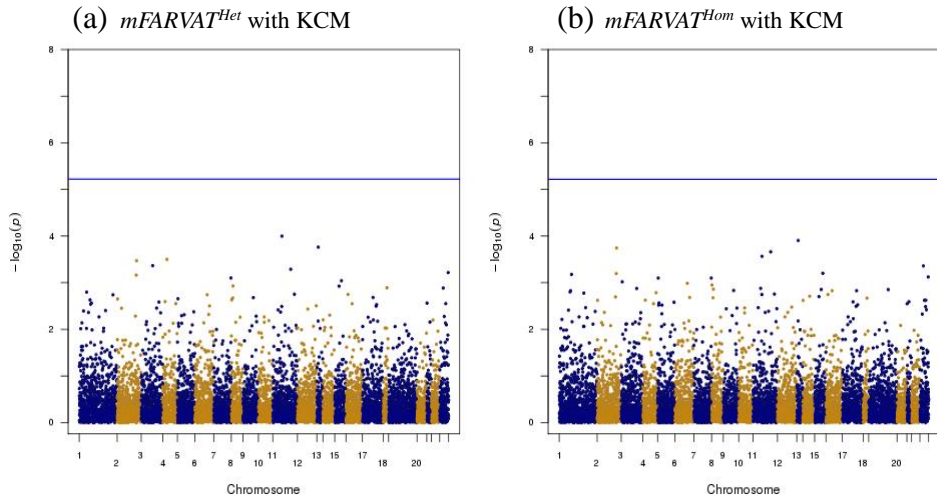 (a) mFARVAT^Het with KCM
(b) mFARVAT^Hom with KCM
8
6
4
2
0
− log₁₀(p)
1 2 3 4 5 6 7 8 9 10 11 12 13 15 17 18 20
Chromosome
8
6
4
2
0
− log₁₀(p)
1 2 3 4 5 6 7 8 9 10 11 12 13 15 17 18 20
Chromosome